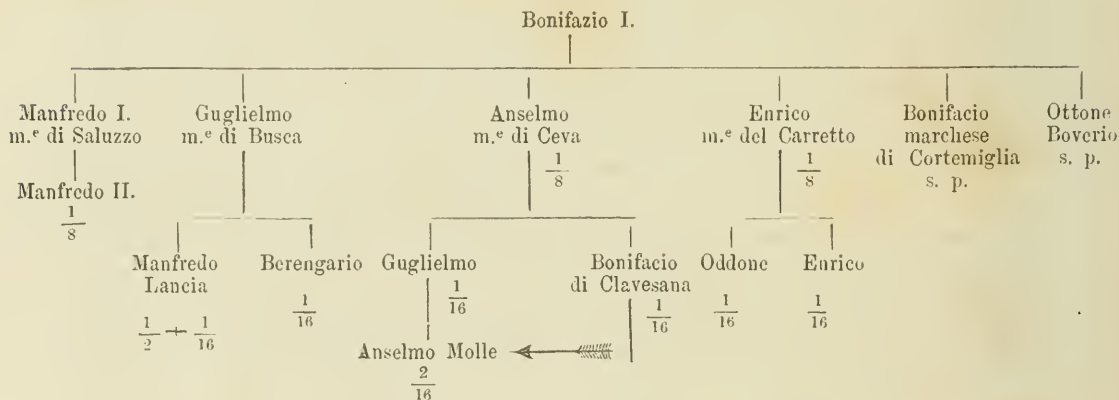 Bonifazio I.
Manfredo I.
m.e di Saluzzo
Guglielmo
m.e di Busca
Anselmo
m.e di Ceva
1/8
Enrico
m.e del Carretto
1/8
Bonifacio
marchese
di Cortemiglia
s. p.
Ottone
Boverio
s. p.
Manfredo II.
1/8
Manfredo
Lancia
1/2 + 1/16
Berengario
1/16
Guglielmo
1/16
Bonifacio
di Clavesana
1/16
Oddone
1/16
Enrico
1/16
Anselmo Molle
2/16